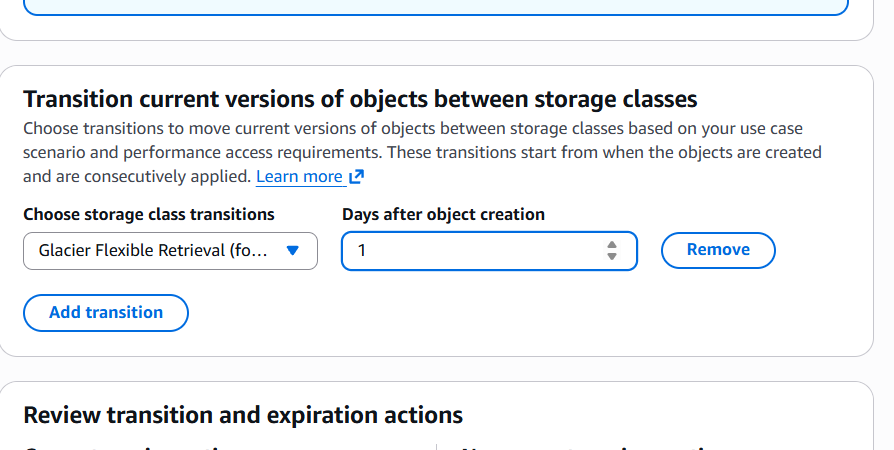 Transition current versions of objects between storage classes
Choose transitions to move current versions of objects between storage classes based on your use case
scenario and performance access requirements. These transitions start from when the objects are created
and are consecutively applied. Learn more
Choose storage class transitions
Days after object creation
Glacier Flexible Retrieval (fo...
1
Remove
Add transition
Review transition and expiration actions